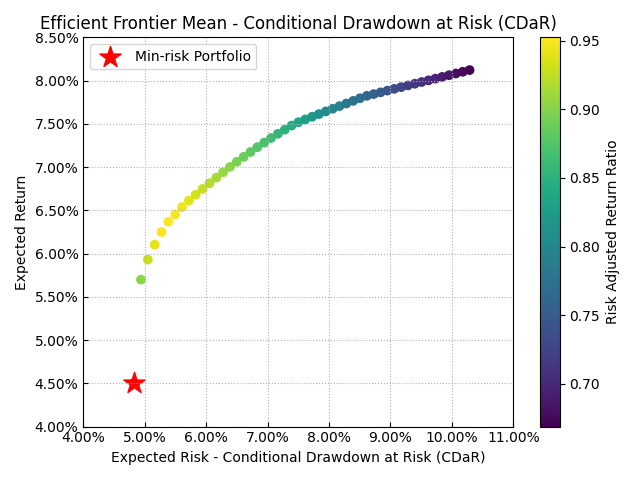 Efficient Frontier Mean - Conditional Drawdown at Risk (CDaR)
Min-risk Portfolio
8.50%
8.00%
7.50%
7.00%
6.50%
6.00%
5.50%
5.00%
4.50%
4.00%
Expected Return
4.00% 5.00% 6.00% 7.00% 8.00% 9.00% 10.00% 11.00%
Expected Risk - Conditional Drawdown at Risk (CDaR)
0.95
0.90
0.85
0.80
0.75
0.70
Risk Adjusted Return Ratio